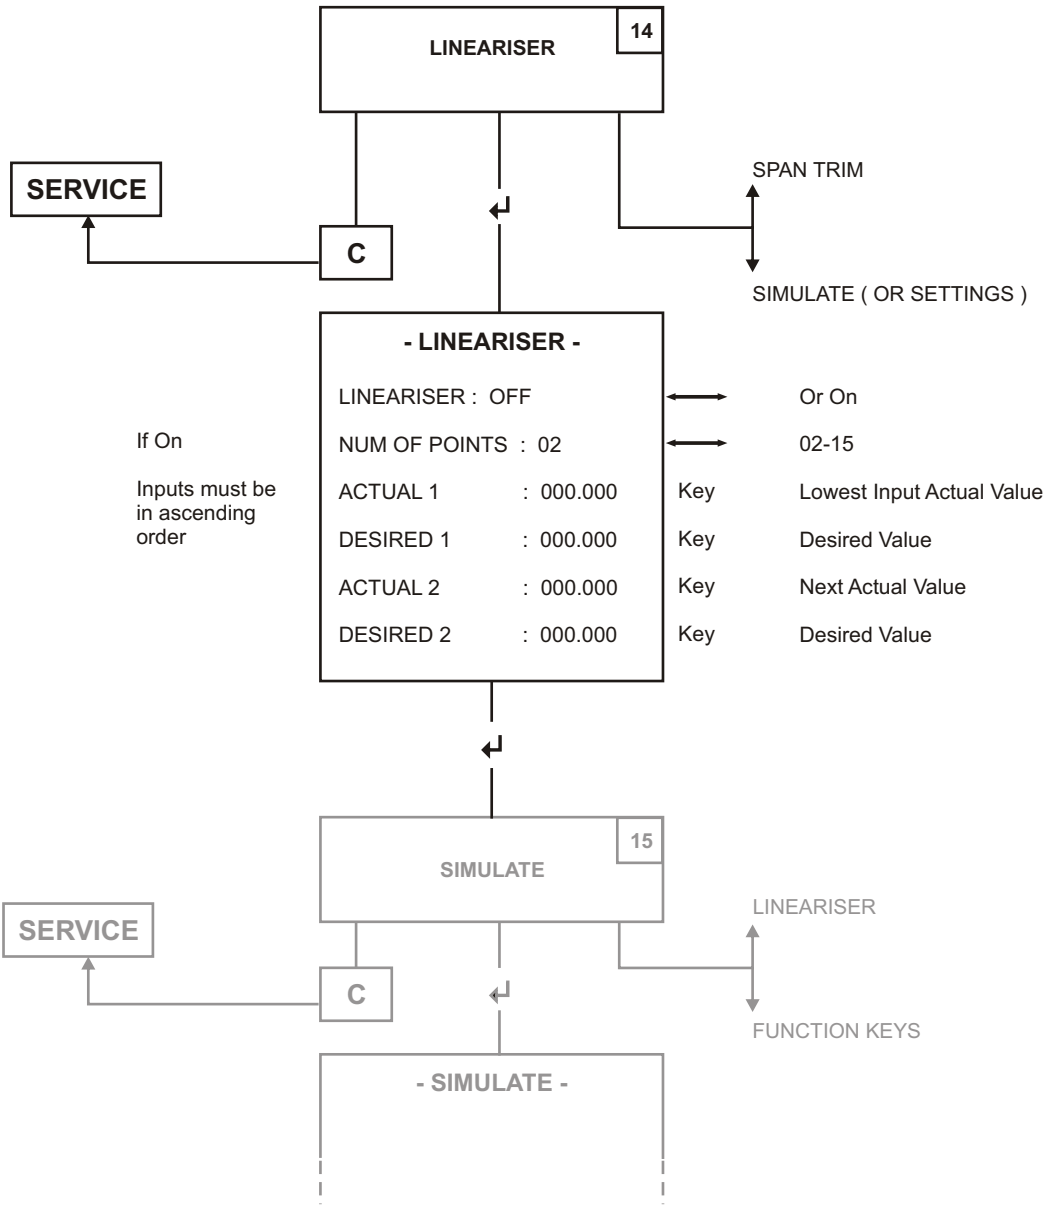 14
LINEARISER
SERVICE
C
SPAN TRIM
SIMULATE ( OR SETTINGS )
- LINEARISER -
LINEARISER : OFF
Or On
If On
NUM OF POINTS : 02
02-15
Inputs must be
in ascending
order
ACTUAL 1 : 000.000 Key Lowest Input Actual Value
DESIRED 1 : 000.000 Key Desired Value
ACTUAL 2 : 000.000 Key Next Actual Value
DESIRED 2 : 000.000 Key Desired Value
15
SIMULATE
SERVICE
C
LINEARISER
FUNCTION KEYS
- SIMULATE -